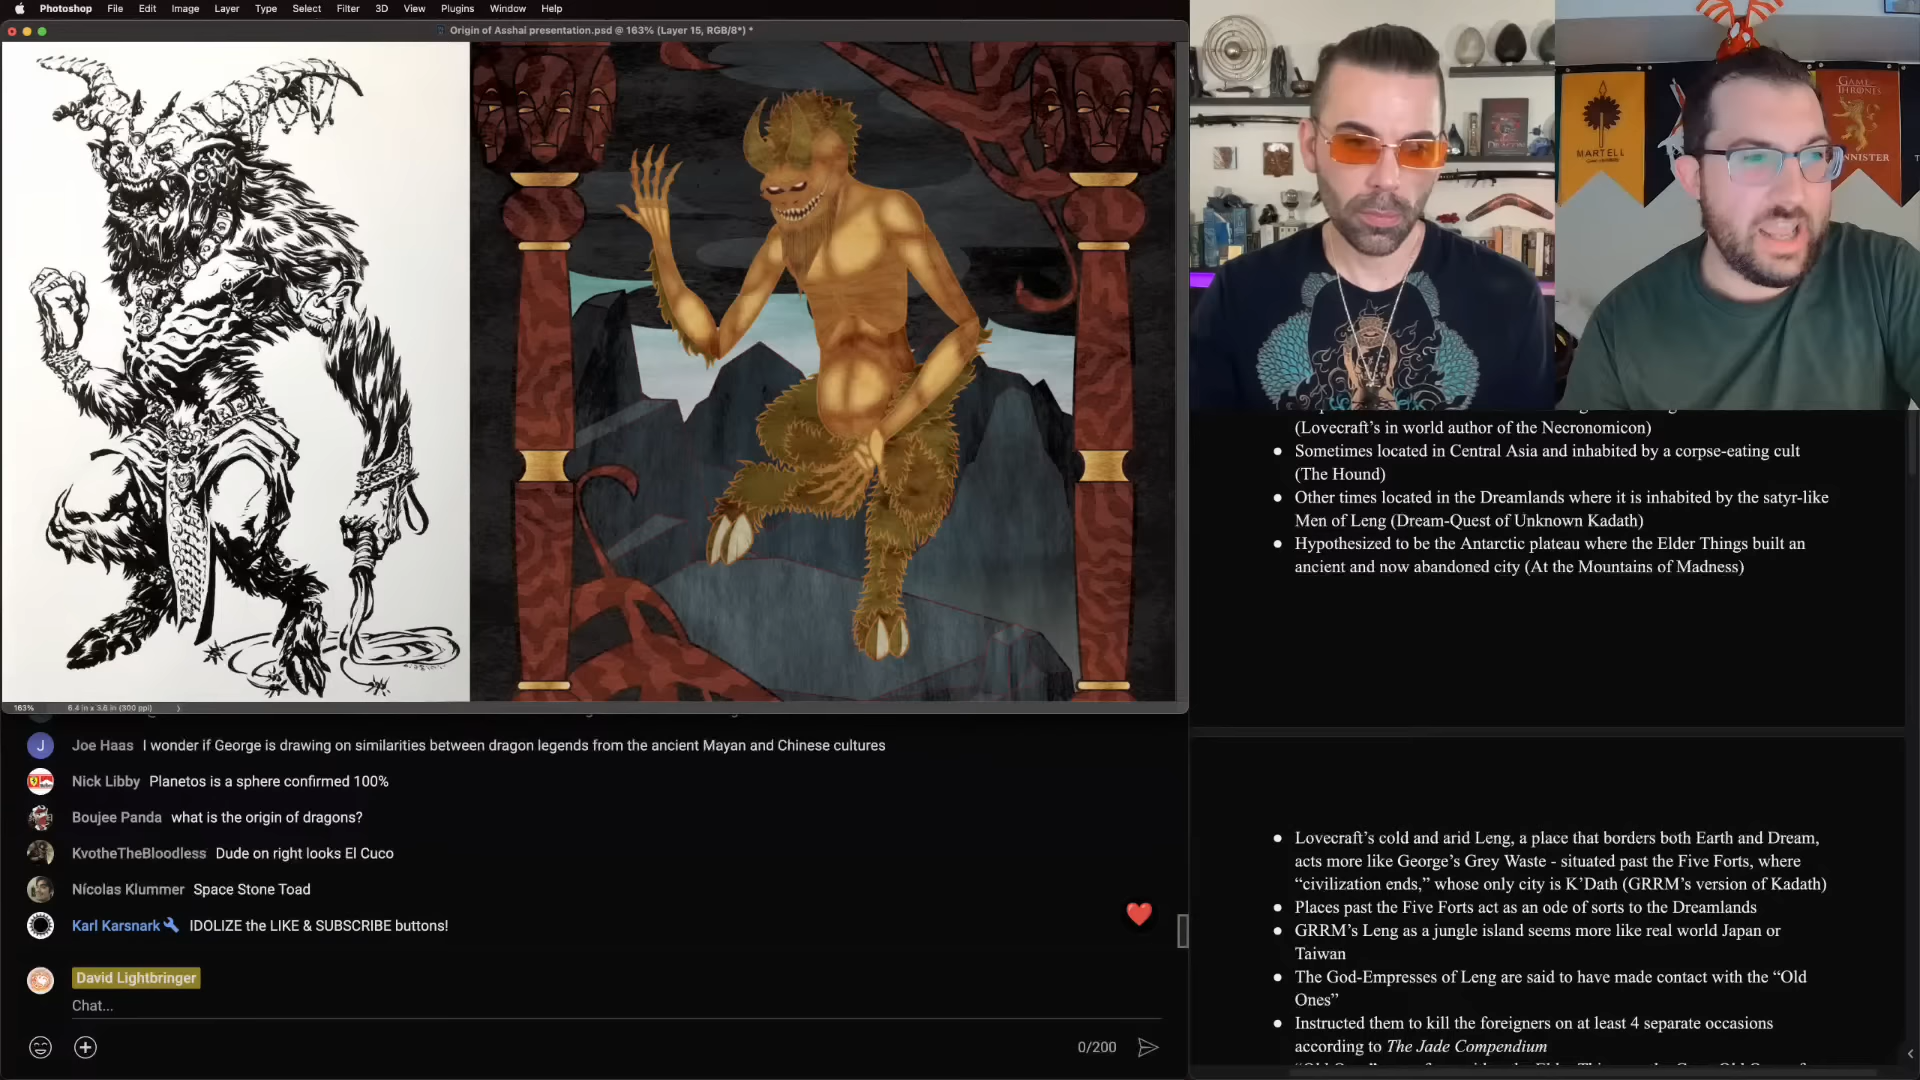 Photoshop File Edit Image Layer Type Select Filter 3D View Plugins Window Help
Origin of Asshai presentation.psd @ 163% (Layer 15, RGB/8*) *
163% 6.4 in x 3.8 in (300 ppi)
MARTELL
GAME OF THRONES
NNISTER
(Lovecraft’s in world author of the Necronomicon)
● Sometimes located in Central Asia and inhabited by a corpse-eating cult
(The Hound)
● Other times located in the Dreamlands where it is inhabited by the satyr-like
Men of Leng (Dream-Quest of Unknown Kadath)
● Hypothesized to be the Antarctic plateau where the Elder Things built an
ancient and now abandoned city (At the Mountains of Madness)
● Lovecraft’s cold and arid Leng, a place that borders both Earth and Dream,
acts more like George’s Grey Waste - situated past the Five Forts, where
“civilization ends,” whose only city is K’Dath (GRRM’s version of Kadath)
● Places past the Five Forts act as an ode of sorts to the Dreamlands
● GRRM’s Leng as a jungle island seems more like real world Japan or
Taiwan
● The God-Empresses of Leng are said to have made contact with the “Old
Ones”
● Instructed them to kill the foreigners on at least 4 separate occasions
according to The Jade Compendium
J Joe Haas I wonder if George is drawing on similarities between dragon legends from the ancient Mayan and Chinese cultures
Nick Libby Planetos is a sphere confirmed 100%
Boujee Panda what is the origin of dragons?
KvotheTheBloodless Dude on right looks El Cuco
Nícolas Klummer Space Stone Toad
Karl Karsnark IDOLIZE the LIKE & SUBSCRIBE buttons!
David Lightbringer
Chat...
0/200